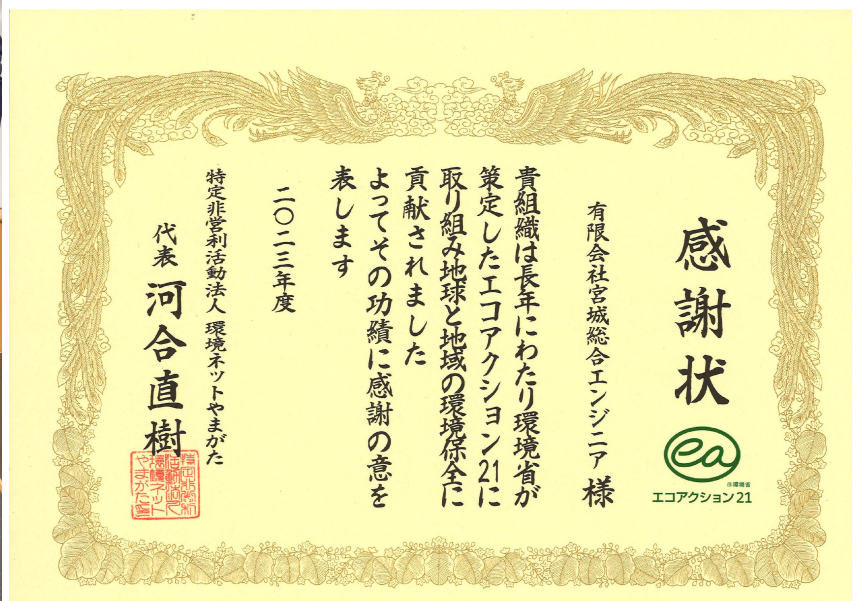 感謝状
ea
©環境省
エコアクション21
有限会社宮城総合エンジニア 様
貴組織は長年にわたり環境省が
策定したエコアクション21に
取り組み地球と地域の環境保全に
貢献されました
よってその功績に感謝の意を
表します
二〇二三年度
特定非営利活動法人 環境ネットやまがた
代表 河合直樹